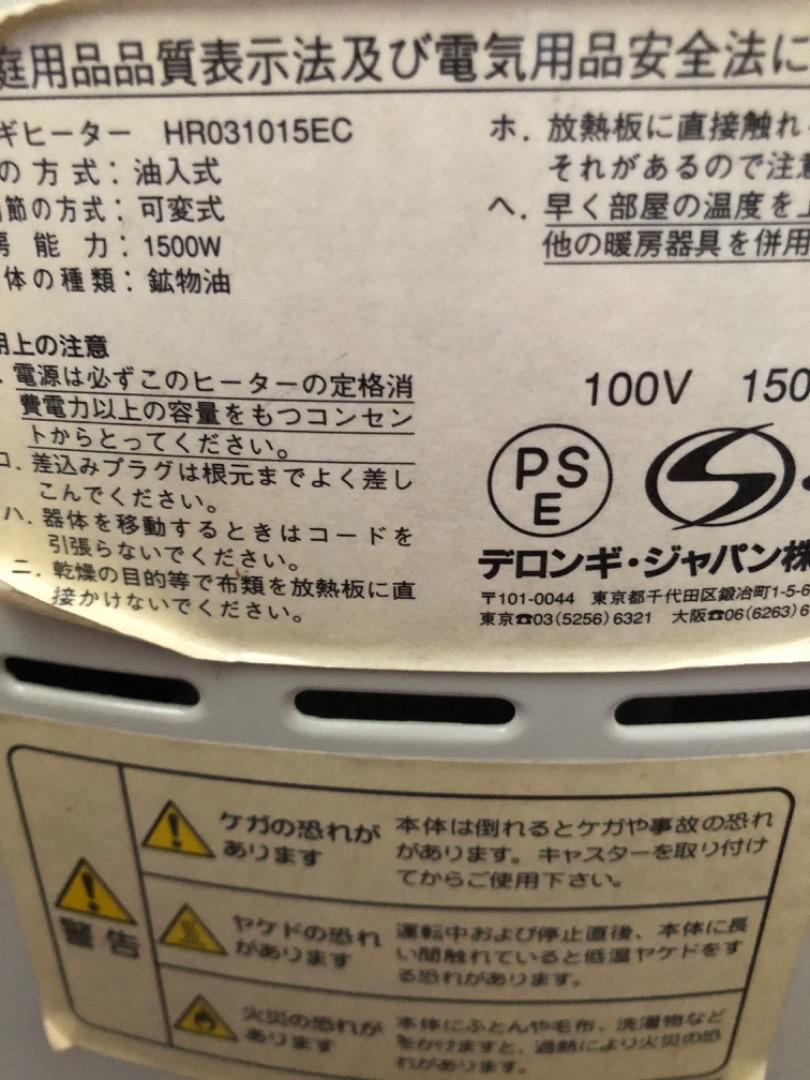 庭用品品質表示法及び電気用品安全法に
ギヒーター HR031015EC
の方式：油入式
節の方式：可変式
房能力：1500W
体の種類：鉱物油
用上の注意
．電源は必ずこのヒーターの定格消
費電力以上の容量をもつコンセン
トからとってください。
ロ．差込みプラグは根元までよく差し
こんでください。
ハ．器体を移動するときはコードを
引張らないでください。
ニ．乾燥の目的等で布類を放熱板に直
接かけないでください。
ホ．放熱板に直接触れ
それがあるので注意
ヘ．早く部屋の温度を上
他の暖房器具を併用
100V 150
PS
E
デロンギ・ジャパン株
〒101-0044 東京都千代田区鍛冶町1-5-6
東京☎03(5256)6321 大阪☎06(6263)6
警告
ケガの恐れが
あります
本体は倒れるとケガや事故の恐れ
があります。キャスターを取り付け
てからご使用下さい。
ヤケドの恐れ
があります
運転中および停止直後、本体に長
い間触れていると低温ヤケドをす
る恐れがあります。
火災の恐れが
あります
本体にふとんや毛布、洗濯物など
をかけますと、過熱により火災の恐
れがあります。